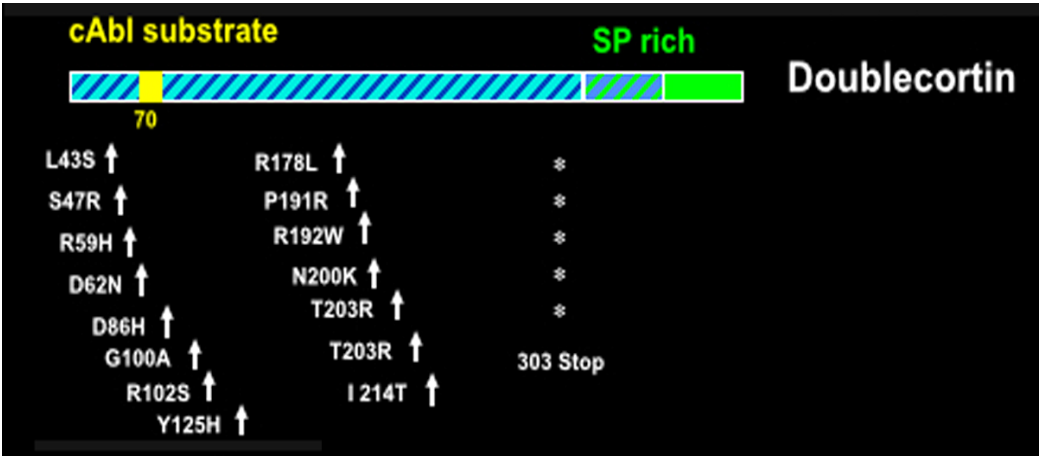 cAbl substrate
SP rich
Doublecortin
70
L43S
S47R
R59H
D62N
D86H
G100A
R102S
Y125H
R178L
P191R
R192W
N200K
T203R
T203R
I 214T
*
*
*
*
*
303 Stop